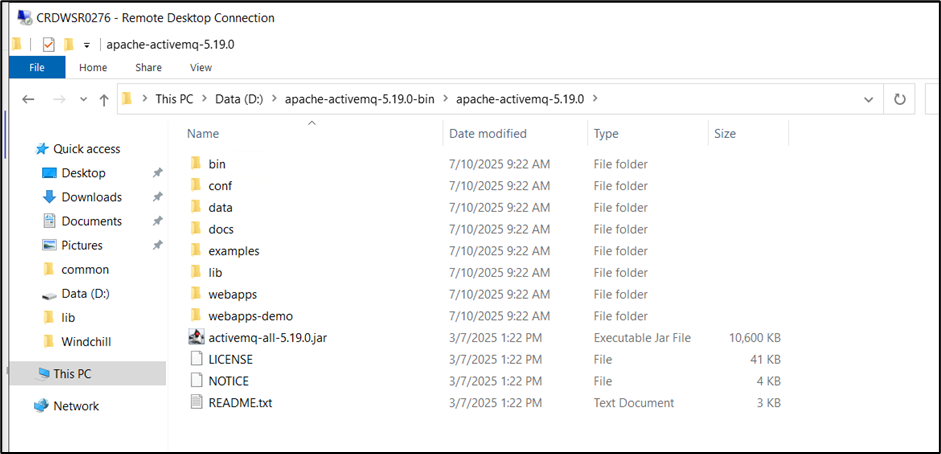 CRDWSR0276 - Remote Desktop Connection
apache-activemq-5.19.0
File Home Share View
This PC Data (D:) apache-activemq-5.19.0-bin apache-activemq-5.19.0
Name Date modified Type Size
Quick access
Desktop
Downloads
Documents
Pictures
common
Data (D:)
lib
Windchill
This PC
Network
bin 7/10/2025 9:22 AM File folder
conf 7/10/2025 9:22 AM File folder
data 7/10/2025 9:22 AM File folder
docs 7/10/2025 9:22 AM File folder
examples 7/10/2025 9:22 AM File folder
lib 7/10/2025 9:22 AM File folder
webapps 7/10/2025 9:22 AM File folder
webapps-demo 7/10/2025 9:22 AM File folder
activemq-all-5.19.0.jar 3/7/2025 1:22 PM Executable Jar File 10,600 KB
LICENSE 3/7/2025 1:22 PM File 41 KB
NOTICE 3/7/2025 1:22 PM File 4 KB
README.txt 3/7/2025 1:22 PM Text Document 3 KB